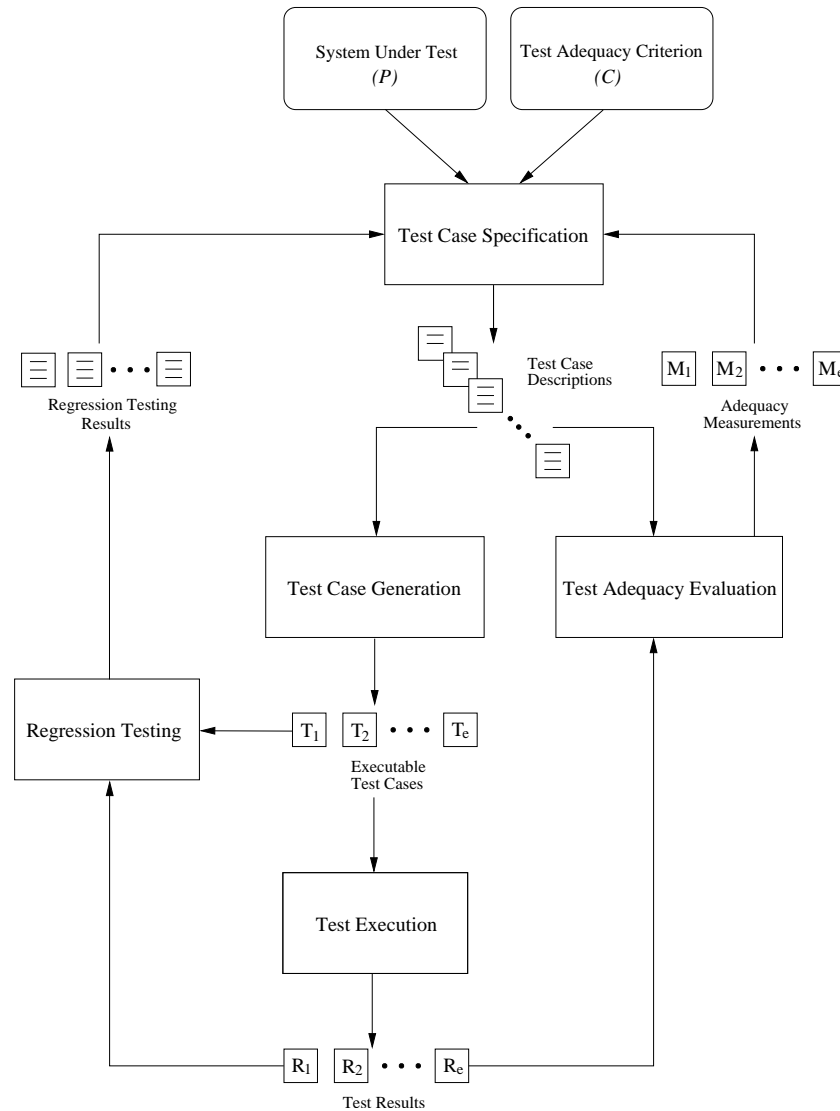 System Under Test
(P)
Test Adequacy Criterion
(C)
Test Case Specification
Test Case
Descriptions
Regression Testing
Results
M1 M2 • • • Me
Adequacy
Measurements
Test Case Generation
Test Adequacy Evaluation
Regression Testing
T1 T2 • • • Te
Executable
Test Cases
Test Execution
R1 R2 • • • Re
Test Results